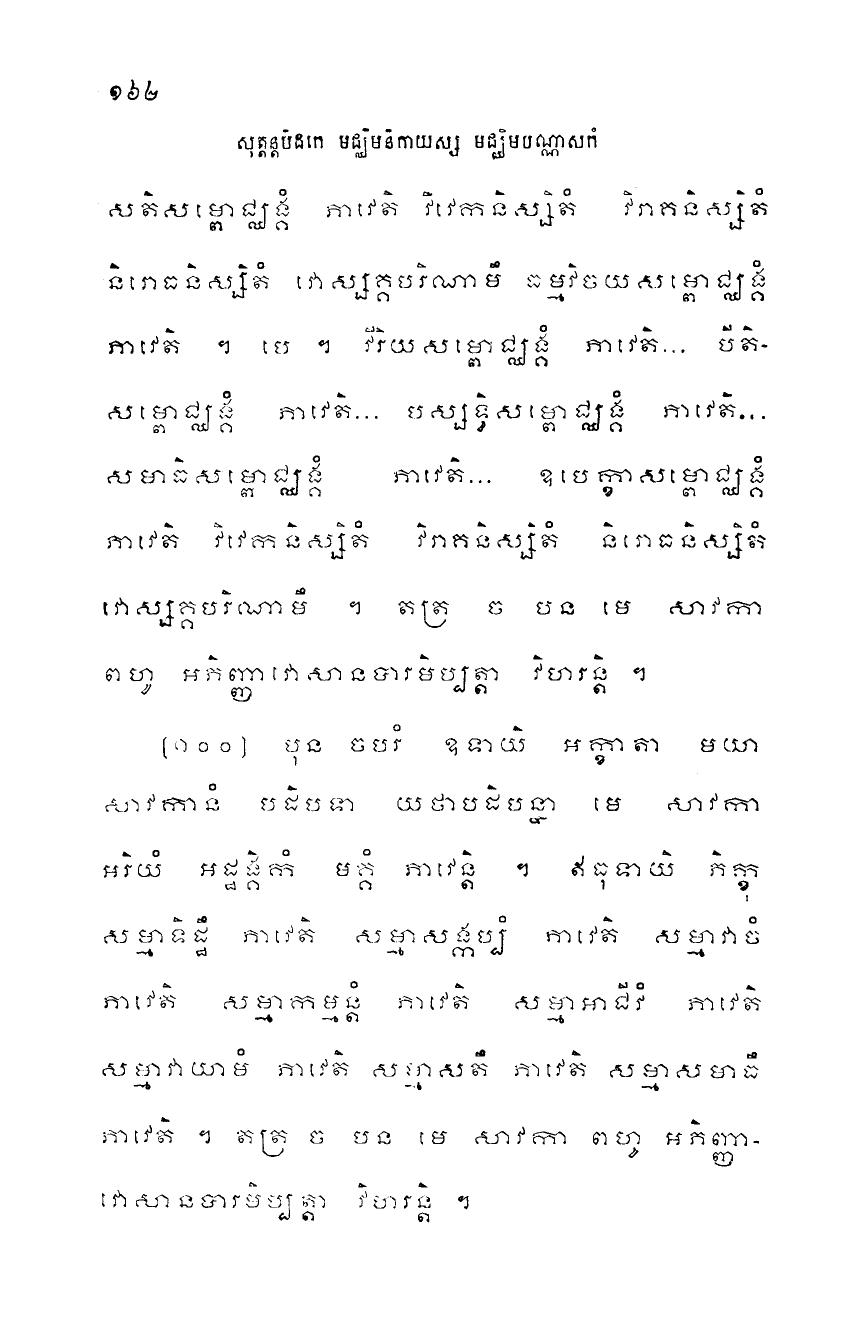 ១៦២
សុត្តន្តបិដកេ មជ្ឈិមនិកាយស្ស មជ្ឈិមបណ្ណាសកំ
សតិសម្ពោជ្ឈង្គំ ភាវេតិ វិវេកនិស្សិតំ វិរាគនិស្សិតំ
និរោធនិស្សិតំ វោស្សគ្គបរិណាមឹ ធម្មវិចយសម្ពោជ្ឈង្គំ
ភាវេតិ ។ បេ ។ វីរិយសម្ពោជ្ឈង្គំ ភាវេតិ... បីតិ-
សម្ពោជ្ឈង្គំ ភាវេតិ... បស្សទ្ធិសម្ពោជ្ឈង្គំ ភាវេតិ...
សមាធិសម្ពោជ្ឈង្គំ ភាវេតិ... ឧបេក្ខាសម្ពោជ្ឈង្គំ
ភាវេតិ វិវេកនិស្សិតំ វិរាគនិស្សិតំ និរោធនិស្សិតំ
វោស្សគ្គបរិណាមឹ ។ តត្រ ច បន មេ សាវកា
ពហូ អភិញ្ញាវោសានបារមិប្បត្តា វិហរន្តិ ។
[១០០] បុន ចបរំ ឧទាយិ អក្ខាតា មយា
សាវកានំ បដិបទា យថាបដិបន្នា មេ សាវកា
អរិយំ អដ្ឋង្គិកំ មគ្គំ ភាវេន្តិ ។ ឥធុទាយិ ភិក្ខុ
សម្មាទិដ្ឋឹ ភាវេតិ សម្មាសង្កប្បំ ភាវេតិ សម្មាវាចំ
ភាវេតិ សម្មាកម្មន្តំ ភាវេតិ សម្មាអាជីវំ ភាវេតិ
សម្មាវាយាមំ ភាវេតិ សម្មាសតឹ ភាវេតិ សម្មាសមាធឹ
ភាវេតិ ។ តត្រ ច បន មេ សាវកា ពហូ អភិញ្ញា-
វោសានបារមិប្បត្តា វិហរន្តិ ។